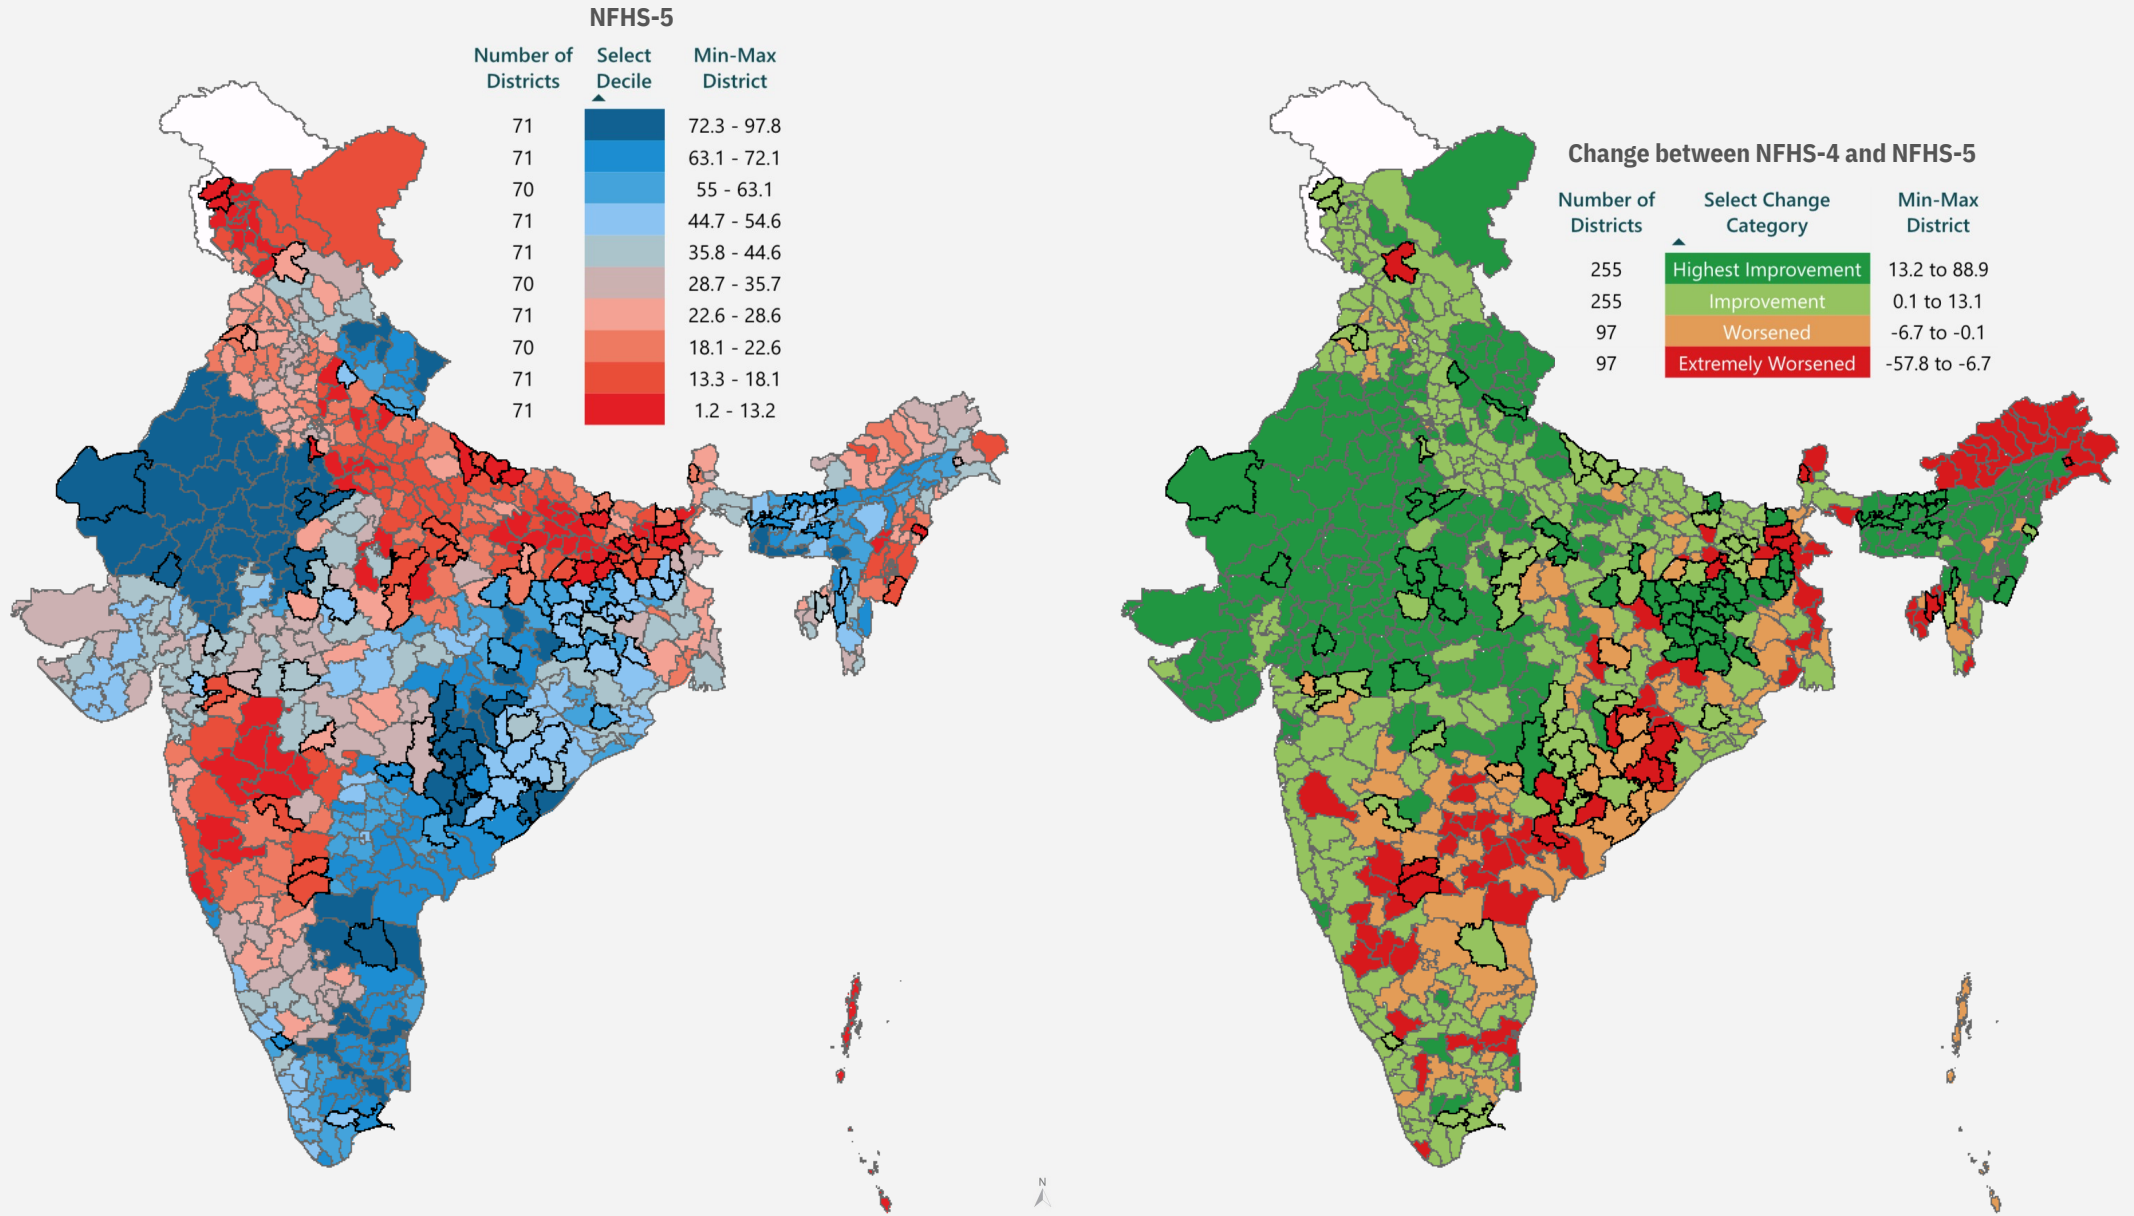 NFHS-5
Number of Districts Select Decile Min-Max District
71 72.3 - 97.8
71 63.1 - 72.1
70 55 - 63.1
71 44.7 - 54.6
71 35.8 - 44.6
70 28.7 - 35.7
71 22.6 - 28.6
70 18.1 - 22.6
71 13.3 - 18.1
71 1.2 - 13.2
N
Change between NFHS-4 and NFHS-5
Number of Districts Select Change Category Min-Max District
255 Highest Improvement 13.2 to 88.9
255 Improvement 0.1 to 13.1
97 Worsened -6.7 to -0.1
97 Extremely Worsened -57.8 to -6.7